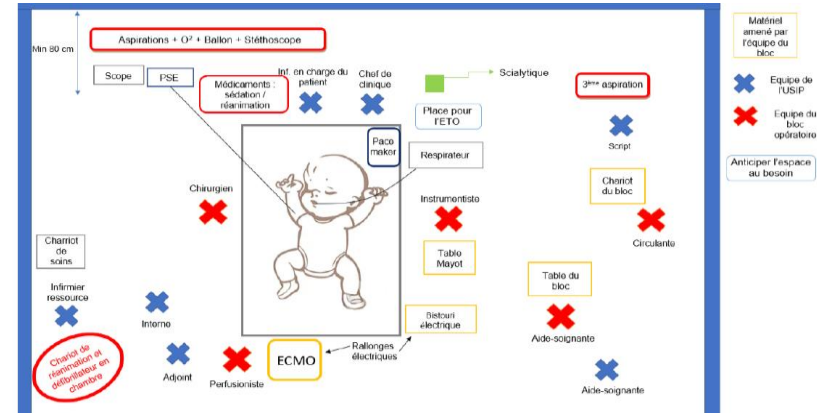 Min 80 cm
Aspirations + O² + Ballon + Stéthoscope
Scope
PSE
Médicaments :
sédation /
réanimation
Inf. en charge du
patient
Chef de
clinique
Scialytique
Place pour
l'ETO
3ème aspiration
Script
Pace
maker
Respirateur
Chirurgien
Instrumentiste
Chariot
du bloc
Circulante
Charriot
de
soins
Table
Mayot
Table du
bloc
Infirmier
ressource
Interne
Bistouri
électrique
Aide-soignante
Chariot de
réanimation et
défibrillateur en
chambre
Adjoint
Perfusioniste
ECMO
Rallonges
électriques
Aide-soignante
Matériel
amené par
l'équipe du
bloc
Equipe de
l'USIP
Equipe du
bloc
opératoire
Anticiper l'espace
au besoin